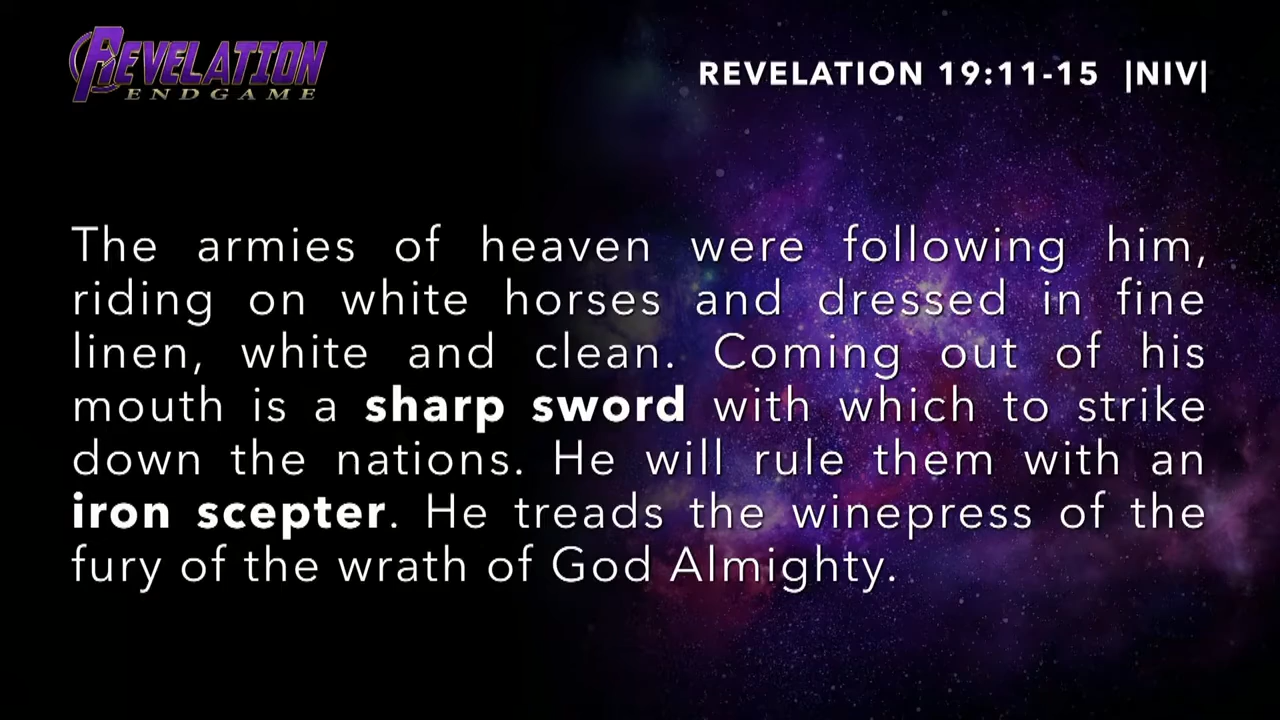 REVELATION
ENDGAME
REVELATION 19:11-15 |NIV|
The armies of heaven were following him,
riding on white horses and dressed in fine
linen, white and clean. Coming out of his
mouth is a sharp sword with which to strike
down the nations. He will rule them with an
iron scepter. He treads the winepress of the
fury of the wrath of God Almighty.